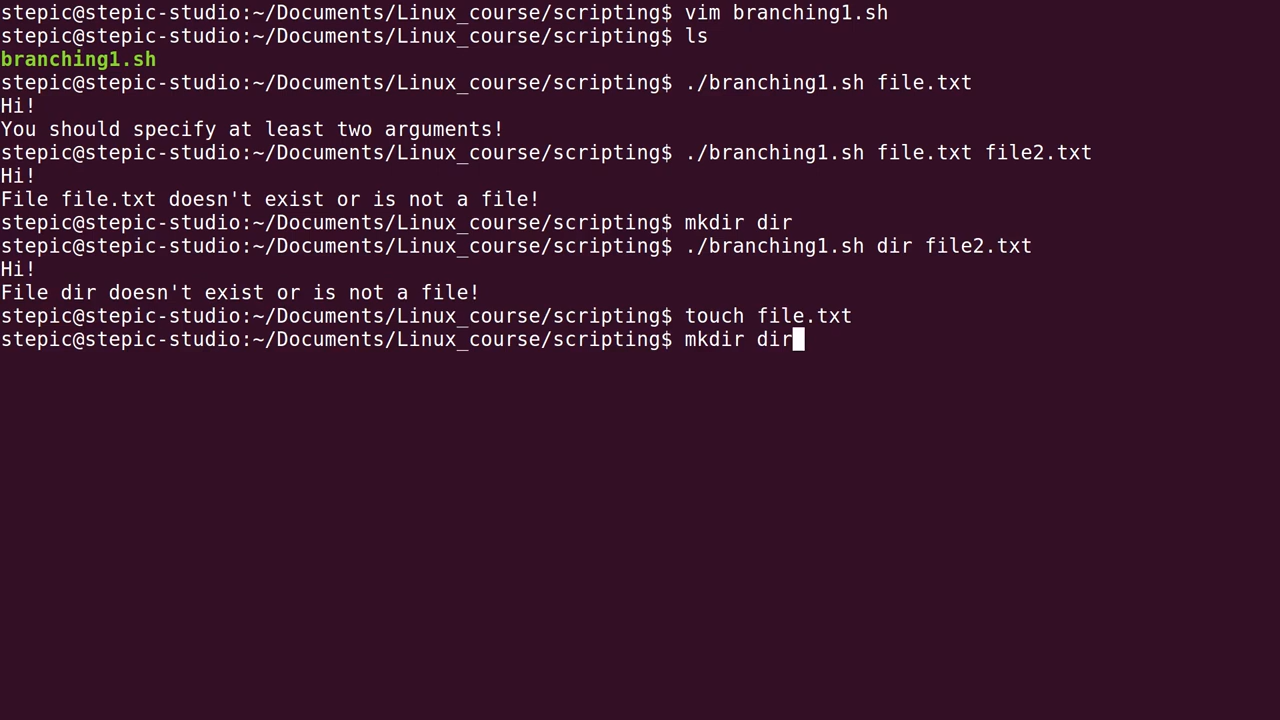 stepic@stepic-studio:~/Documents/Linux_course/scripting$ vim branching1.sh
stepic@stepic-studio:~/Documents/Linux_course/scripting$ ls
branching1.sh
stepic@stepic-studio:~/Documents/Linux_course/scripting$ ./branching1.sh file.txt
Hi!
You should specify at least two arguments!
stepic@stepic-studio:~/Documents/Linux_course/scripting$ ./branching1.sh file.txt file2.txt
Hi!
File file.txt doesn't exist or is not a file!
stepic@stepic-studio:~/Documents/Linux_course/scripting$ mkdir dir
stepic@stepic-studio:~/Documents/Linux_course/scripting$ ./branching1.sh dir file2.txt
Hi!
File dir doesn't exist or is not a file!
stepic@stepic-studio:~/Documents/Linux_course/scripting$ touch file.txt
stepic@stepic-studio:~/Documents/Linux_course/scripting$ mkdir dir